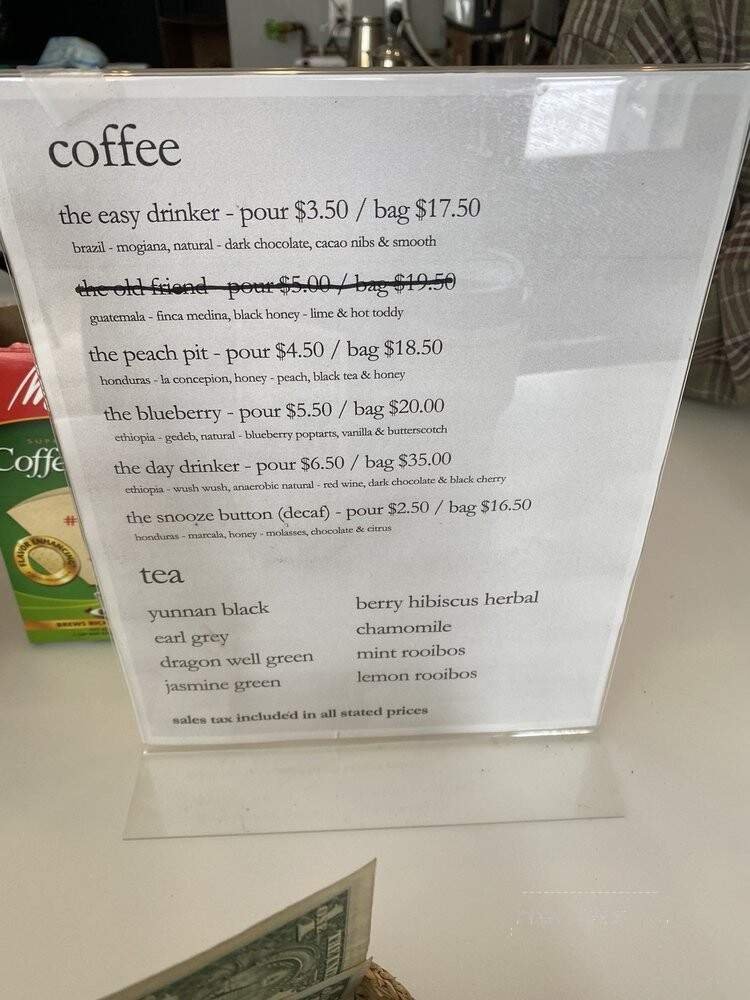 coffee
the easy drinker - pour $3.50 / bag $17.50
brazil - mogiana, natural - dark chocolate, cacao nibs & smooth
the old friend - pour $5.00 / bag $19.50
guatemala - finca medina, black honey - lime & hot toddy
the peach pit - pour $4.50 / bag $18.50
honduras - la concepion, honey - peach, black tea & honey
the blueberry - pour $5.50 / bag $20.00
ethiopia - gedeb, natural - blueberry poptarts, vanilla & butterscotch
the day drinker - pour $6.50 / bag $35.00
ethiopia - wush wush, anaerobic natural - red wine, dark chocolate & black cherry
the snooze button (decaf) - pour $2.50 / bag $16.50
honduras - marcala, honey - molasses, chocolate & citrus
tea
yunnan black
earl grey
dragon well green
jasmine green
berry hibiscus herbal
chamomile
mint rooibos
lemon rooibos
sales tax included in all stated prices
Coffe
#
FLAVOR ENHANCING
BREWS RICH
1
ONE